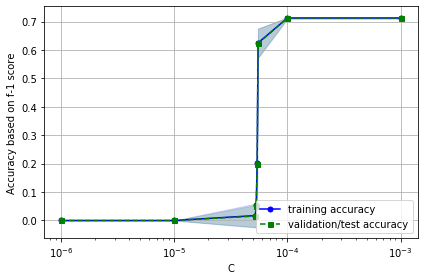 Accuracy based on f-1 score
0.7
0.6
0.5
0.4
0.3
0.2
0.1
0.0
training accuracy
validation/test accuracy
10⁻⁶ 10⁻⁵ 10⁻⁴ 10⁻³
C